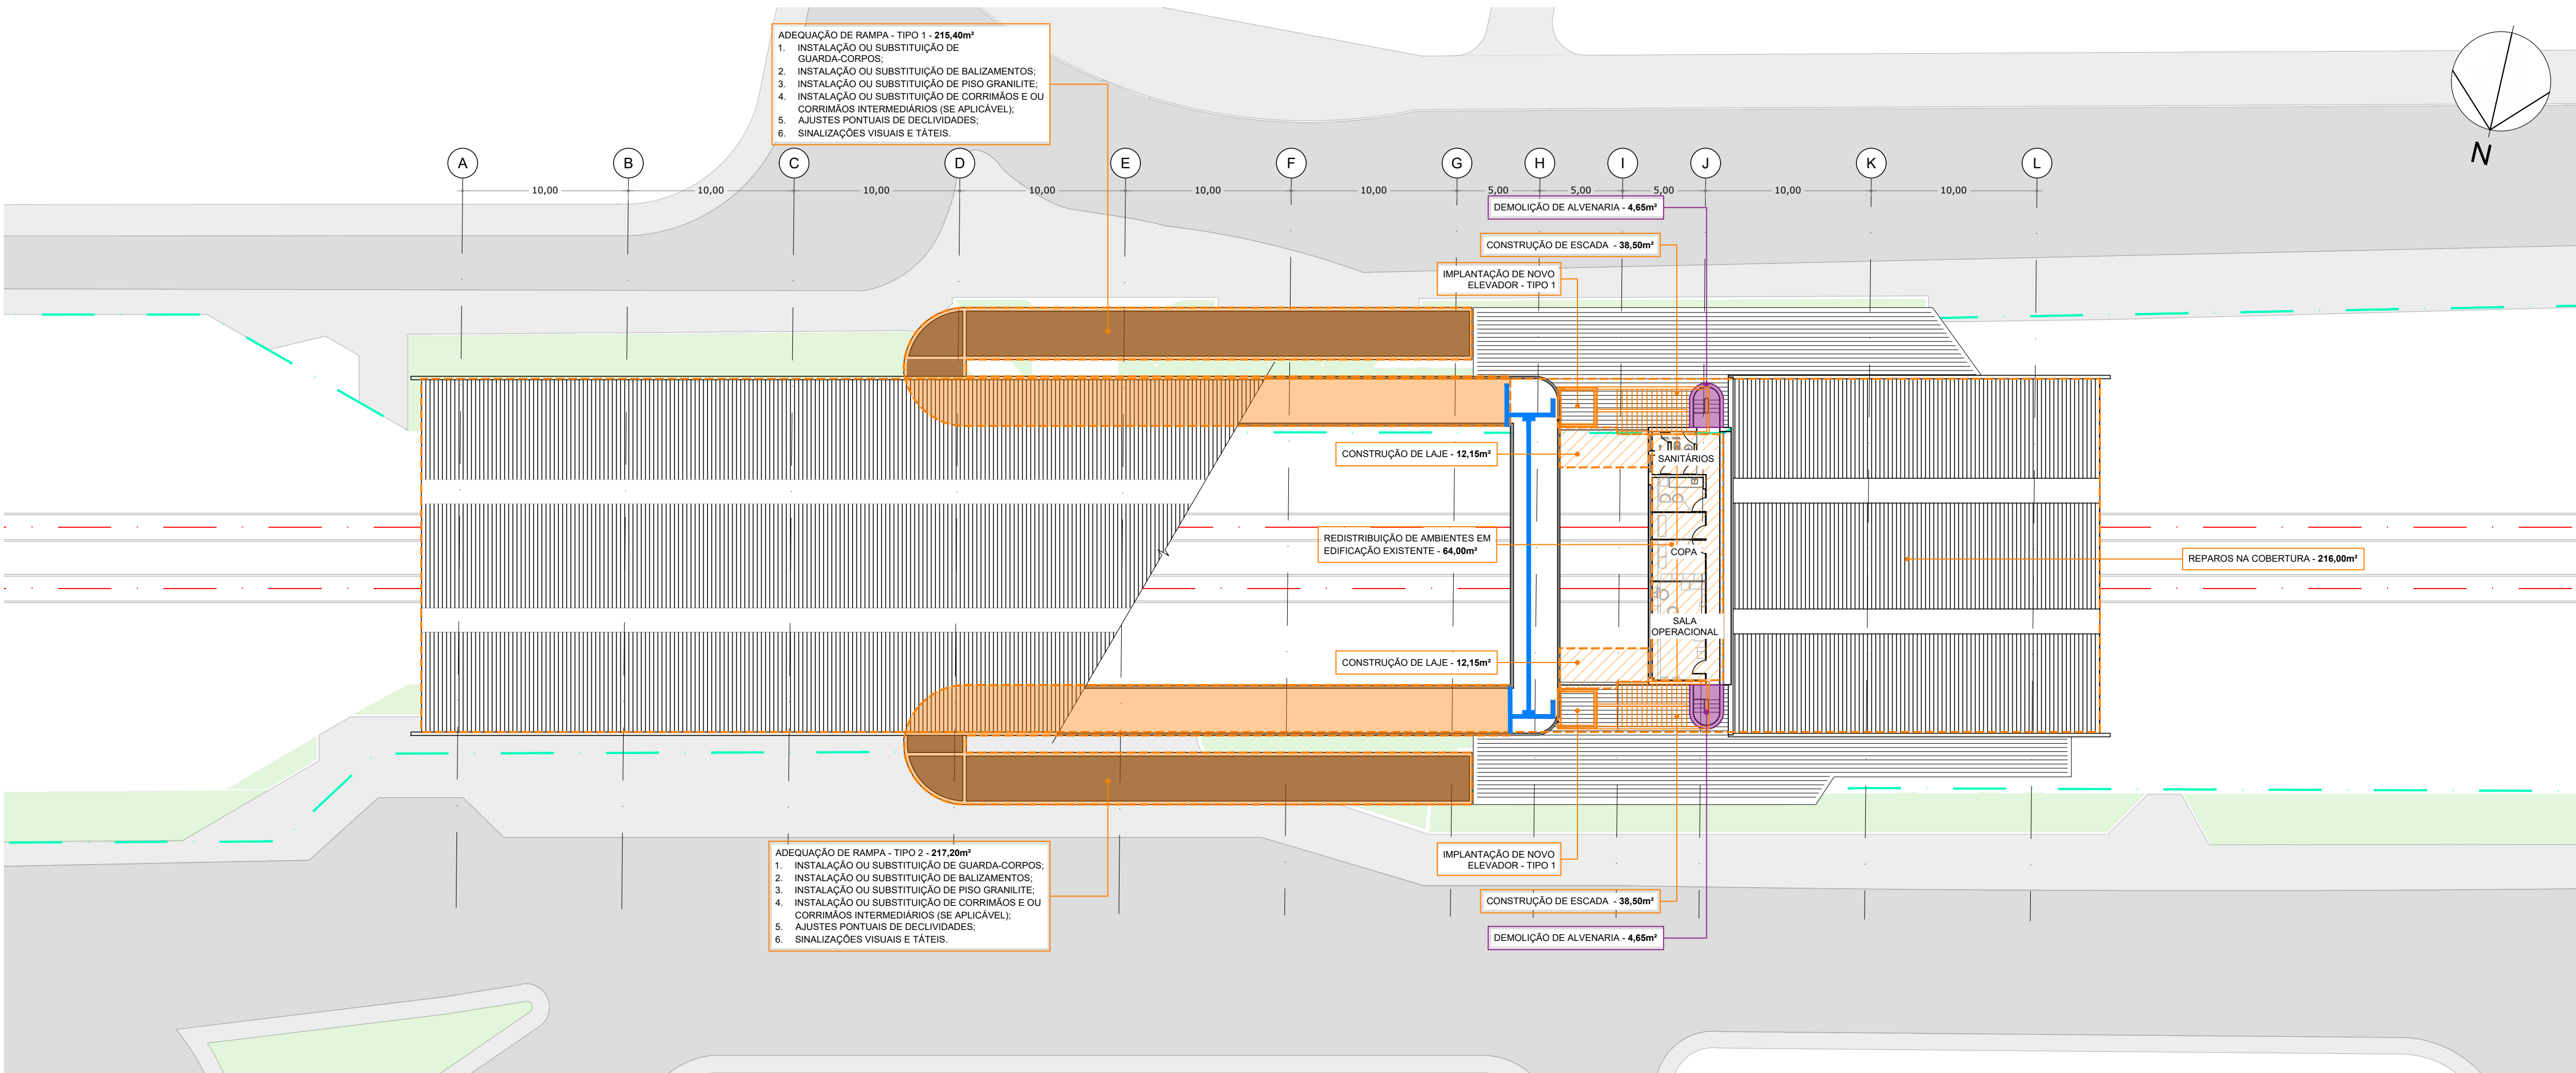 ADEQUAÇÃO DE RAMPA - TIPO 1 - 215,40m²
1. INSTALAÇÃO OU SUBSTITUIÇÃO DE
GUARDA-CORPOS;
2. INSTALAÇÃO OU SUBSTITUIÇÃO DE BALIZAMENTOS;
3. INSTALAÇÃO OU SUBSTITUIÇÃO DE PISO GRANILITE;
4. INSTALAÇÃO OU SUBSTITUIÇÃO DE CORRIMÃOS E OU
CORRIMÃOS INTERMEDIÁRIOS (SE APLICÁVEL);
5. AJUSTES PONTUAIS DE DECLIVIDADES;
6. SINALIZAÇÕES VISUAIS E TÁTEIS.
N
A B C D E F G H I J K L
10,00 10,00 10,00 10,00 10,00 10,00 5,00 5,00 5,00 10,00 10,00
DEMOLIÇÃO DE ALVENARIA - 4,65m²
CONSTRUÇÃO DE ESCADA - 38,50m²
IMPLANTAÇÃO DE NOVO
ELEVADOR - TIPO 1
CONSTRUÇÃO DE LAJE - 12,15m²
SANITÁRIOS
REDISTRIBUIÇÃO DE AMBIENTES EM
EDIFICAÇÃO EXISTENTE - 64,00m²
COPA
REPAROS NA COBERTURA - 216,00m²
SALA
OPERACIONAL
CONSTRUÇÃO DE LAJE - 12,15m²
ADEQUAÇÃO DE RAMPA - TIPO 2 - 217,20m²
1. INSTALAÇÃO OU SUBSTITUIÇÃO DE GUARDA-CORPOS;
2. INSTALAÇÃO OU SUBSTITUIÇÃO DE BALIZAMENTOS;
3. INSTALAÇÃO OU SUBSTITUIÇÃO DE PISO GRANILITE;
4. INSTALAÇÃO OU SUBSTITUIÇÃO DE CORRIMÃOS E OU
CORRIMÃOS INTERMEDIÁRIOS (SE APLICÁVEL);
5. AJUSTES PONTUAIS DE DECLIVIDADES;
6. SINALIZAÇÕES VISUAIS E TÁTEIS.
IMPLANTAÇÃO DE NOVO
ELEVADOR - TIPO 1
CONSTRUÇÃO DE ESCADA - 38,50m²
DEMOLIÇÃO DE ALVENARIA - 4,65m²